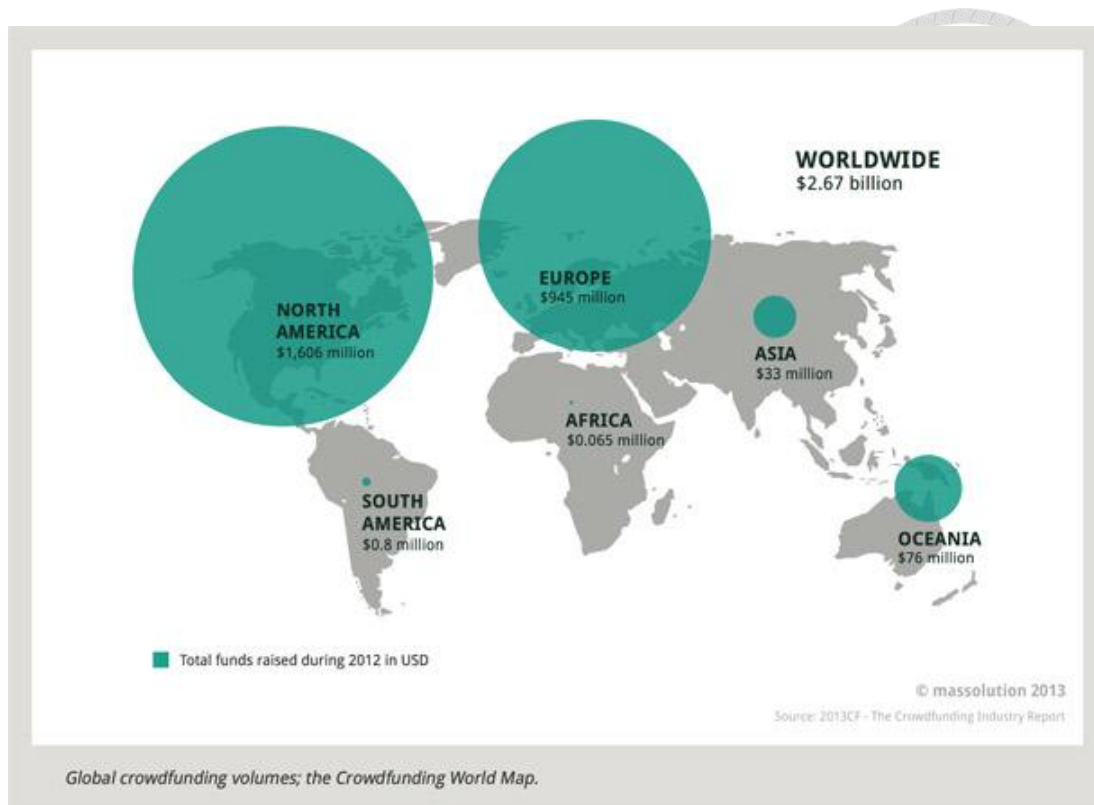 WORLDWIDE
$2.67 billion
NORTH
AMERICA
$1,606 million
EUROPE
$945 million
ASIA
$33 million
AFRICA
$0.065 million
SOUTH
AMERICA
$0.8 million
OCEANIA
$76 million
Total funds raised during 2012 in USD
© massolution 2013
Source: 2013CF - The Crowdfunding Industry Report
Global crowdfunding volumes; the Crowdfunding World Map.